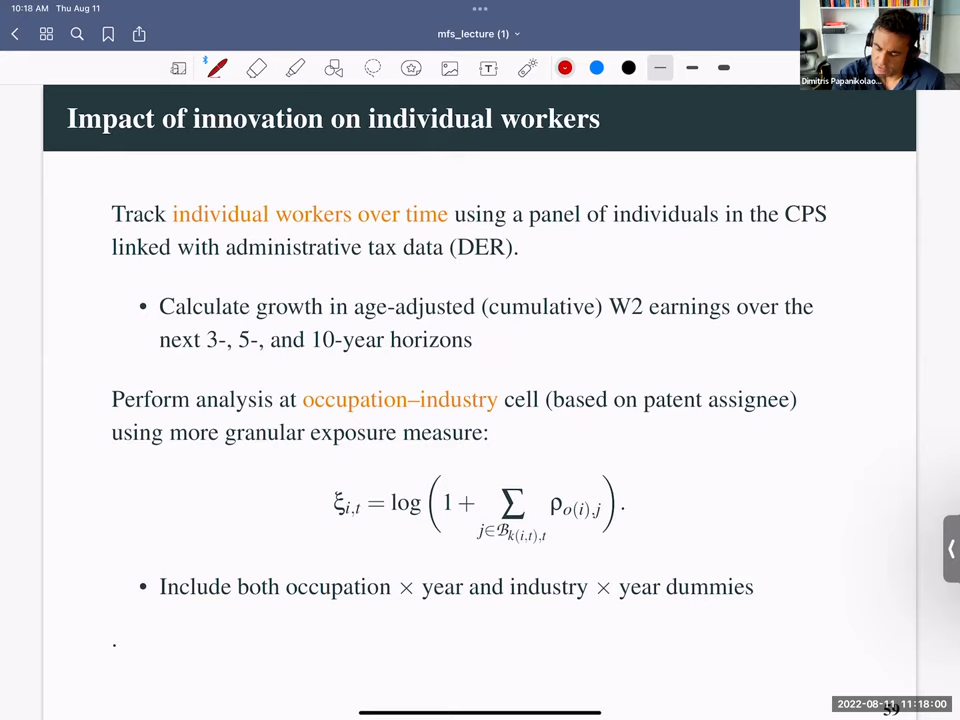 10:18 AM Thu Aug 11
mfs_lecture (1)
Dimitris Papanikolao...
Impact of innovation on individual workers
Track individual workers over time using a panel of individuals in the CPS
linked with administrative tax data (DER).
• Calculate growth in age-adjusted (cumulative) W2 earnings over the
next 3-, 5-, and 10-year horizons
Perform analysis at occupation–industry cell (based on patent assignee)
using more granular exposure measure:
ξ_{i,t} = log(1 + ∑_{j∈ℬ_{k(i,t),t}} ρ_{o(i),j}).
• Include both occupation × year and industry × year dummies
.
2022-08-11 11:18:00
59